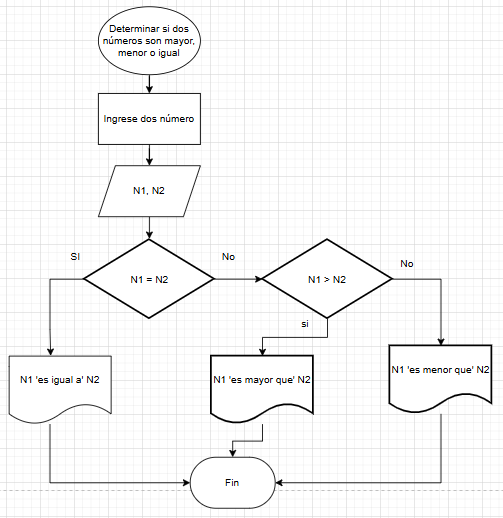 Determinar si dos
números son mayor,
menor o igual
Ingrese dos número
N1, N2
SI
N1 = N2
No
N1 > N2
No
si
N1 'es igual a' N2
N1 'es mayor que' N2
N1 'es menor que' N2
Fin